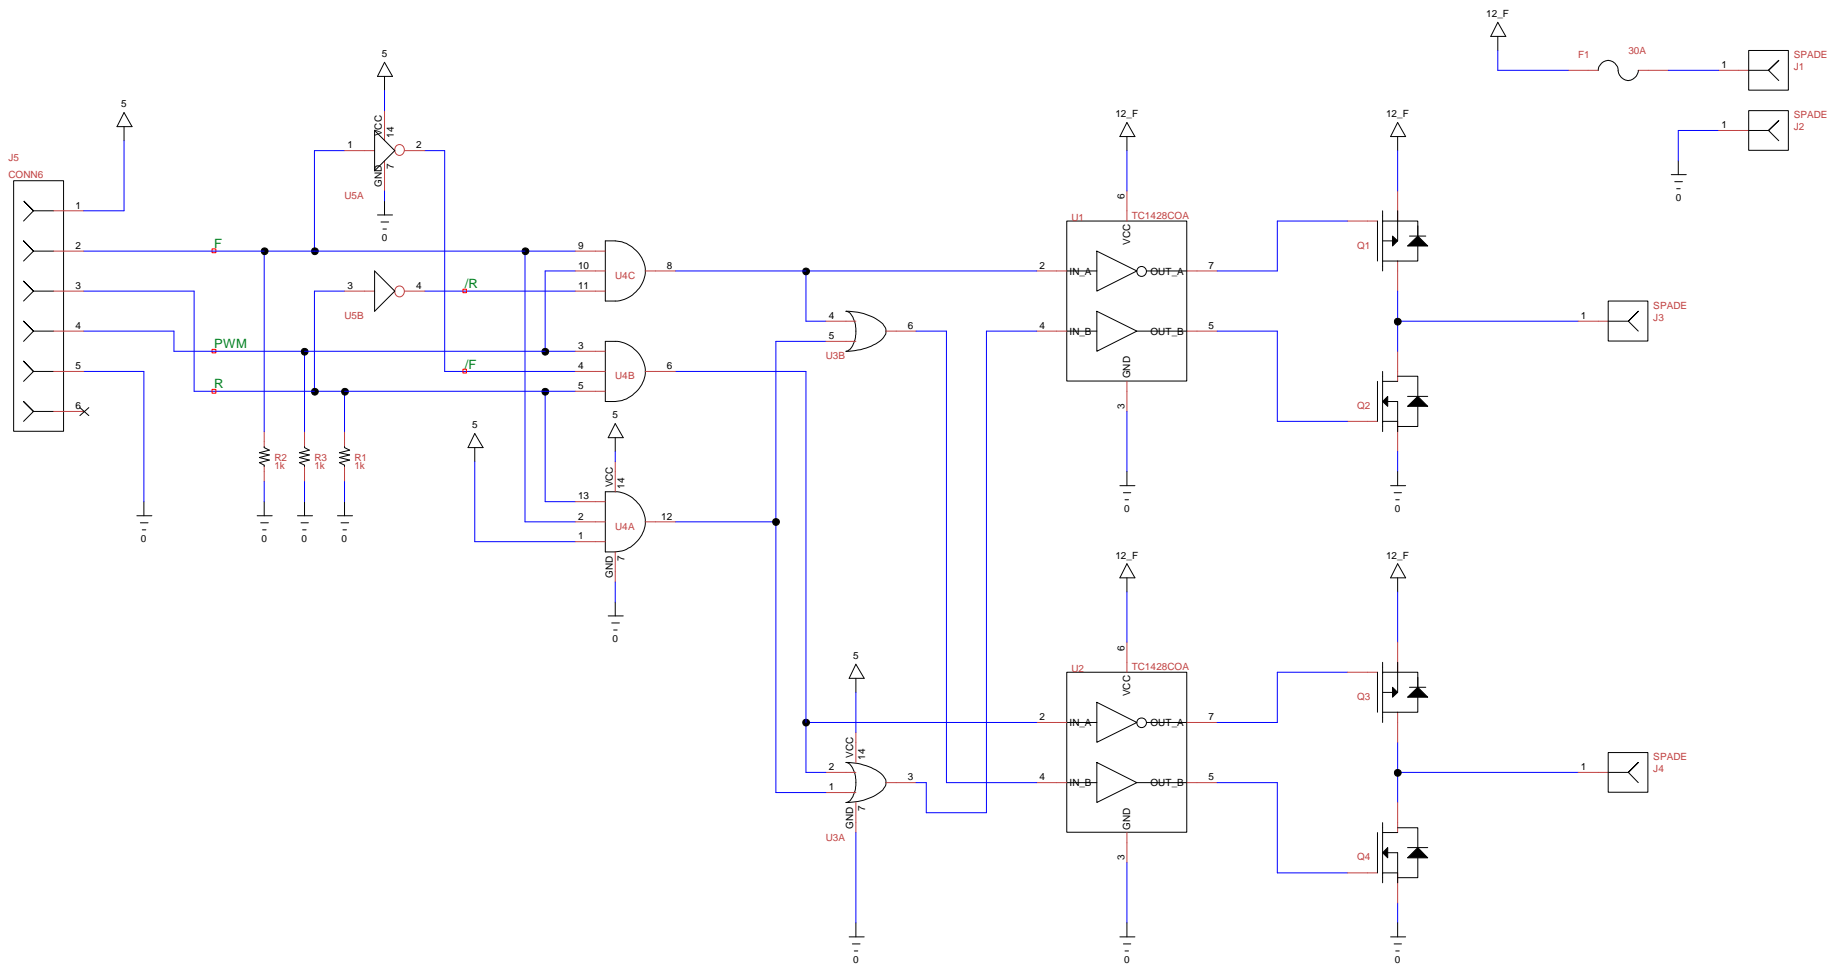 12_F
F1
30A
1
SPADE
J1
1
SPADE
J2
0
5
J5
CONN6
1
2
3
4
5
6
0
F
PWM
R
5
VCC
14
1
2
GND
7
U5A
0
3
4
U5B
/R
/F
R2
1k
R3
1k
R1
1k
0
0
0
9
10
11
U4C
8
3
4
5
U4B
6
5
5
VCC
14
13
2
1
U4A
12
GND
7
0
4
5
6
U3B
5
VCC
14
2
1
3
GND
7
U3A
0
12_F
6
U1
TC1428COA
VCC
2
IN_A
OUT_A
7
4
IN_B
OUT_B
5
GND
3
0
12_F
Q1
Q2
0
1
SPADE
J3
12_F
6
U2
TC1428COA
VCC
2
IN_A
OUT_A
7
4
IN_B
OUT_B
5
GND
3
0
12_F
Q3
Q4
0
1
SPADE
J4